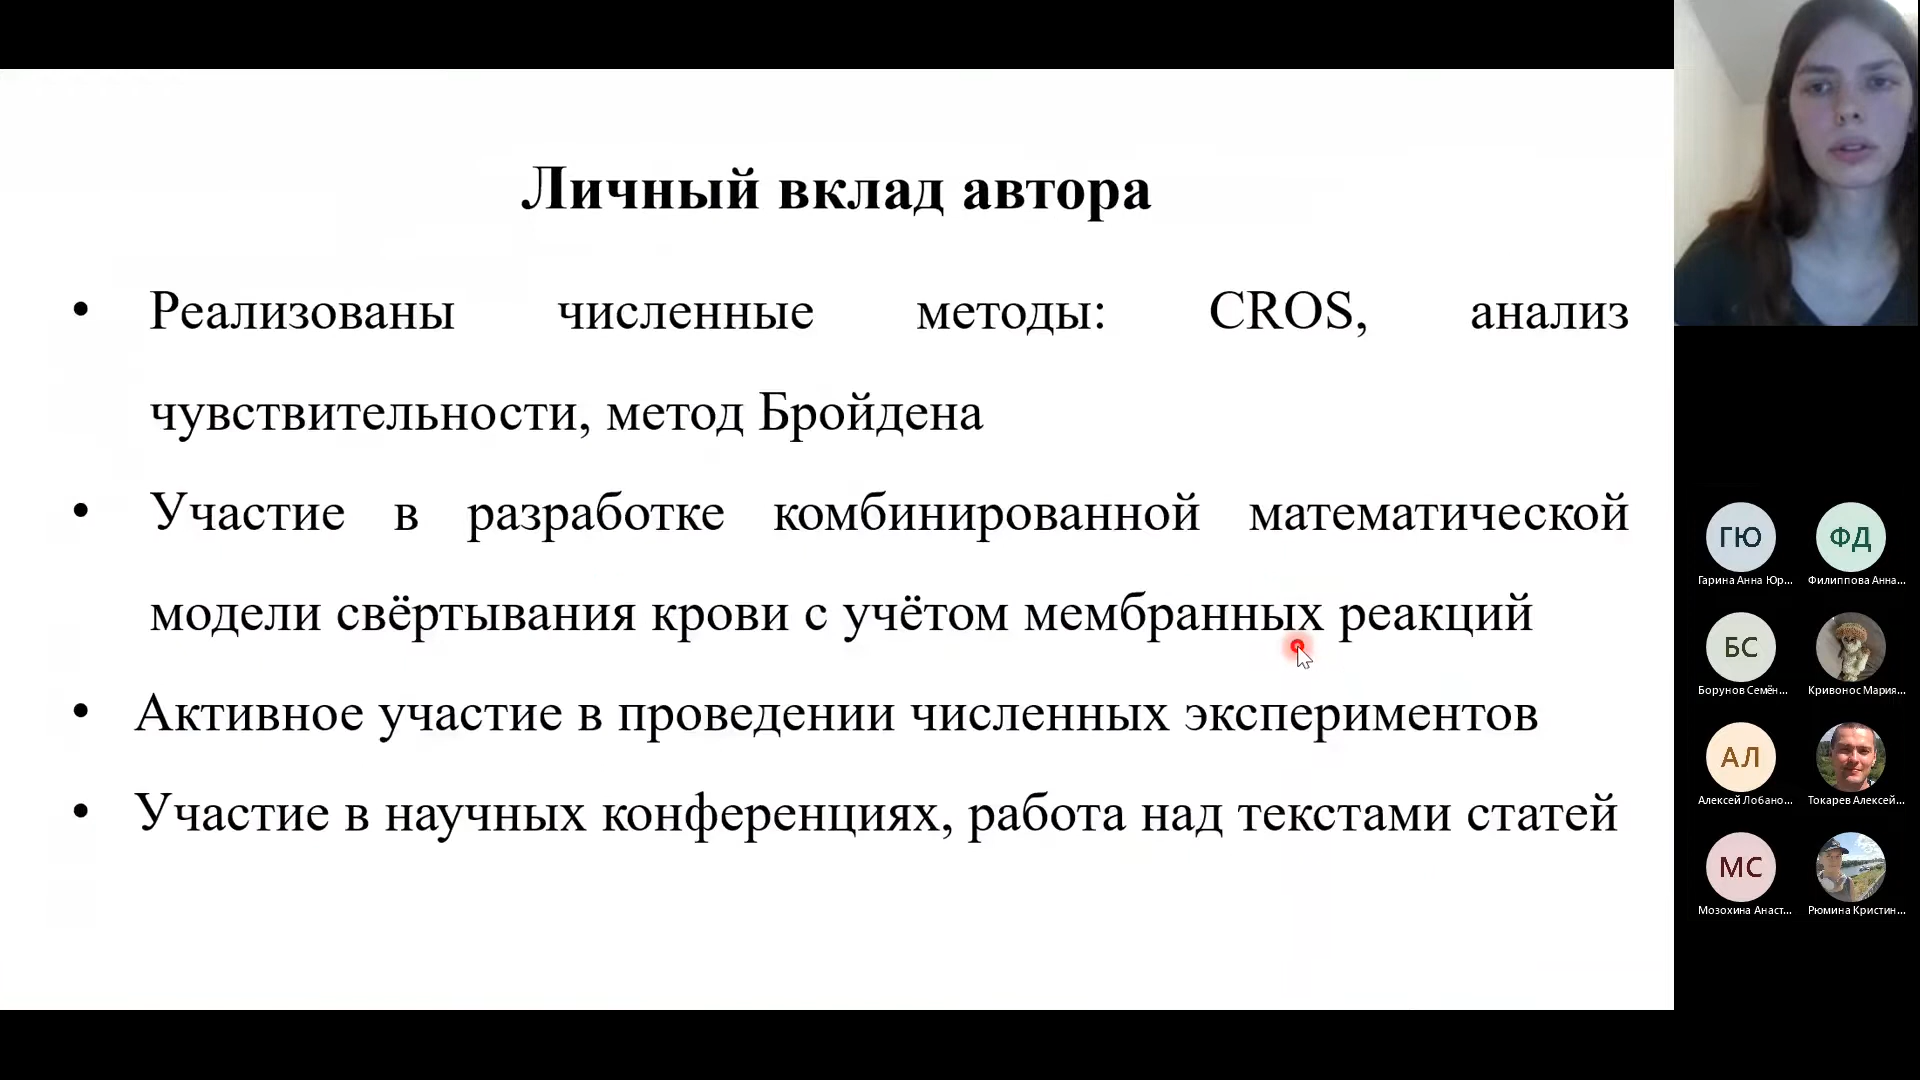 Личный вклад автора
• Реализованы численные методы: CROS, анализ
чувствительности, метод Бройдена
• Участие в разработке комбинированной математической
модели свёртывания крови с учётом мембранных реакций
• Активное участие в проведении численных экспериментов
• Участие в научных конференциях, работа над текстами статей
ГЮ
ФД
Гарина Анна Юр...
Филиппова Анна...
БС
Борунов Семён...
Кривонос Мария...
АЛ
Алексей Лобано...
Токарев Алексей...
МС
Мозохина Анаст...
Рюмина Кристин...